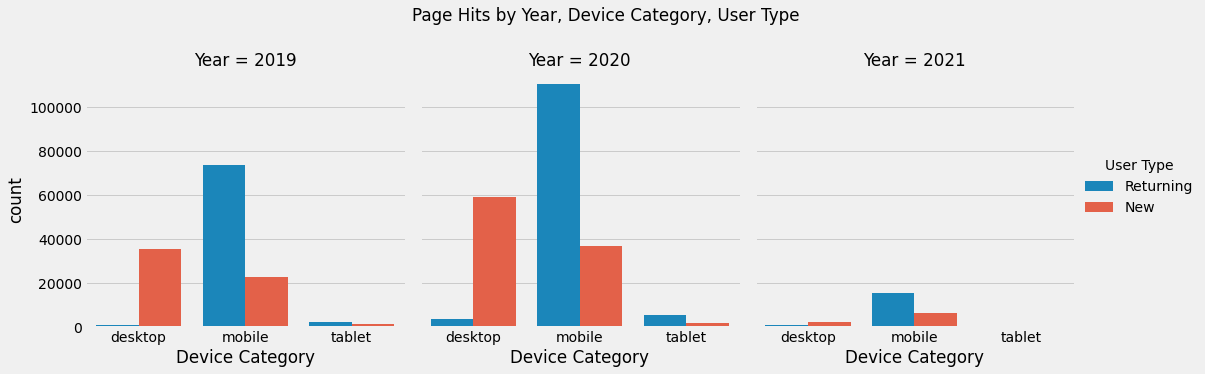 Page Hits by Year, Device Category, User Type
Year = 2019
Year = 2020
Year = 2021
count
100000
80000
60000
40000
20000
0
desktop mobile tablet
Device Category
desktop mobile tablet
Device Category
desktop mobile tablet
Device Category
User Type
Returning
New